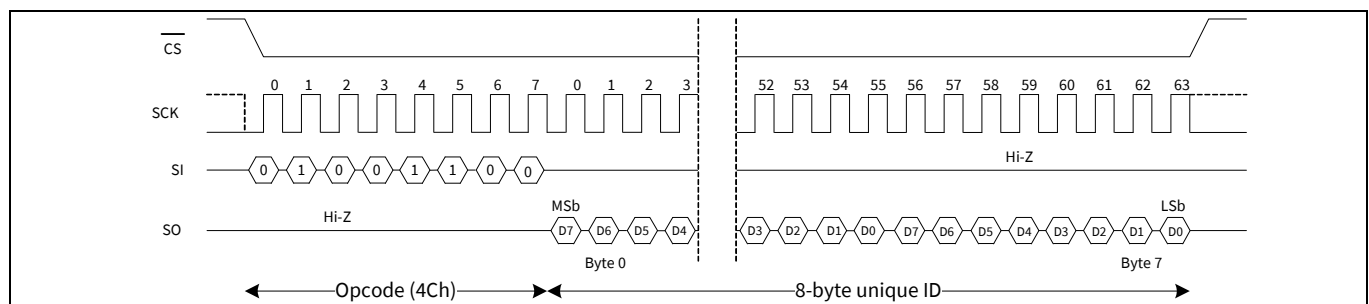 CS
0 1 2 3 4 5 6 7 0 1 2 3 52 53 54 55 56 57 58 59 60 61 62 63
SCK
Hi-Z
SI 0 1 0 0 1 1 0 0
MSb LSb
Hi-Z
SO D7 D6 D5 D4 D3 D2 D1 D0 D7 D6 D5 D4 D3 D2 D1 D0
Byte 0 Byte 7
Opcode (4Ch) 8-byte unique ID